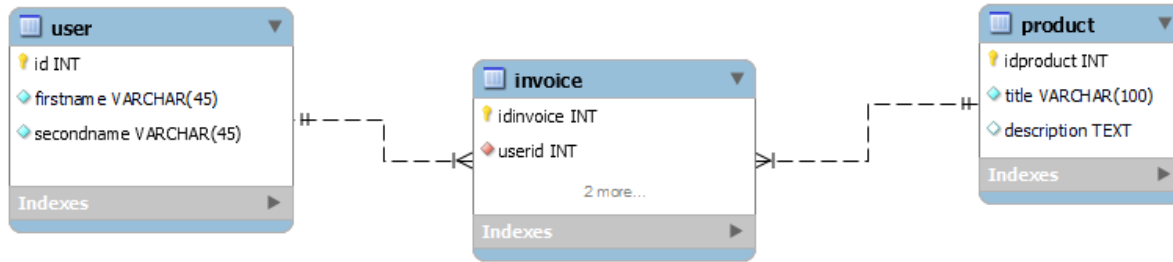 user
id INT
firstname VARCHAR(45)
secondname VARCHAR(45)
Indexes
invoice
idinvoice INT
userid INT
2 more...
Indexes
product
idproduct INT
title VARCHAR(100)
description TEXT
Indexes